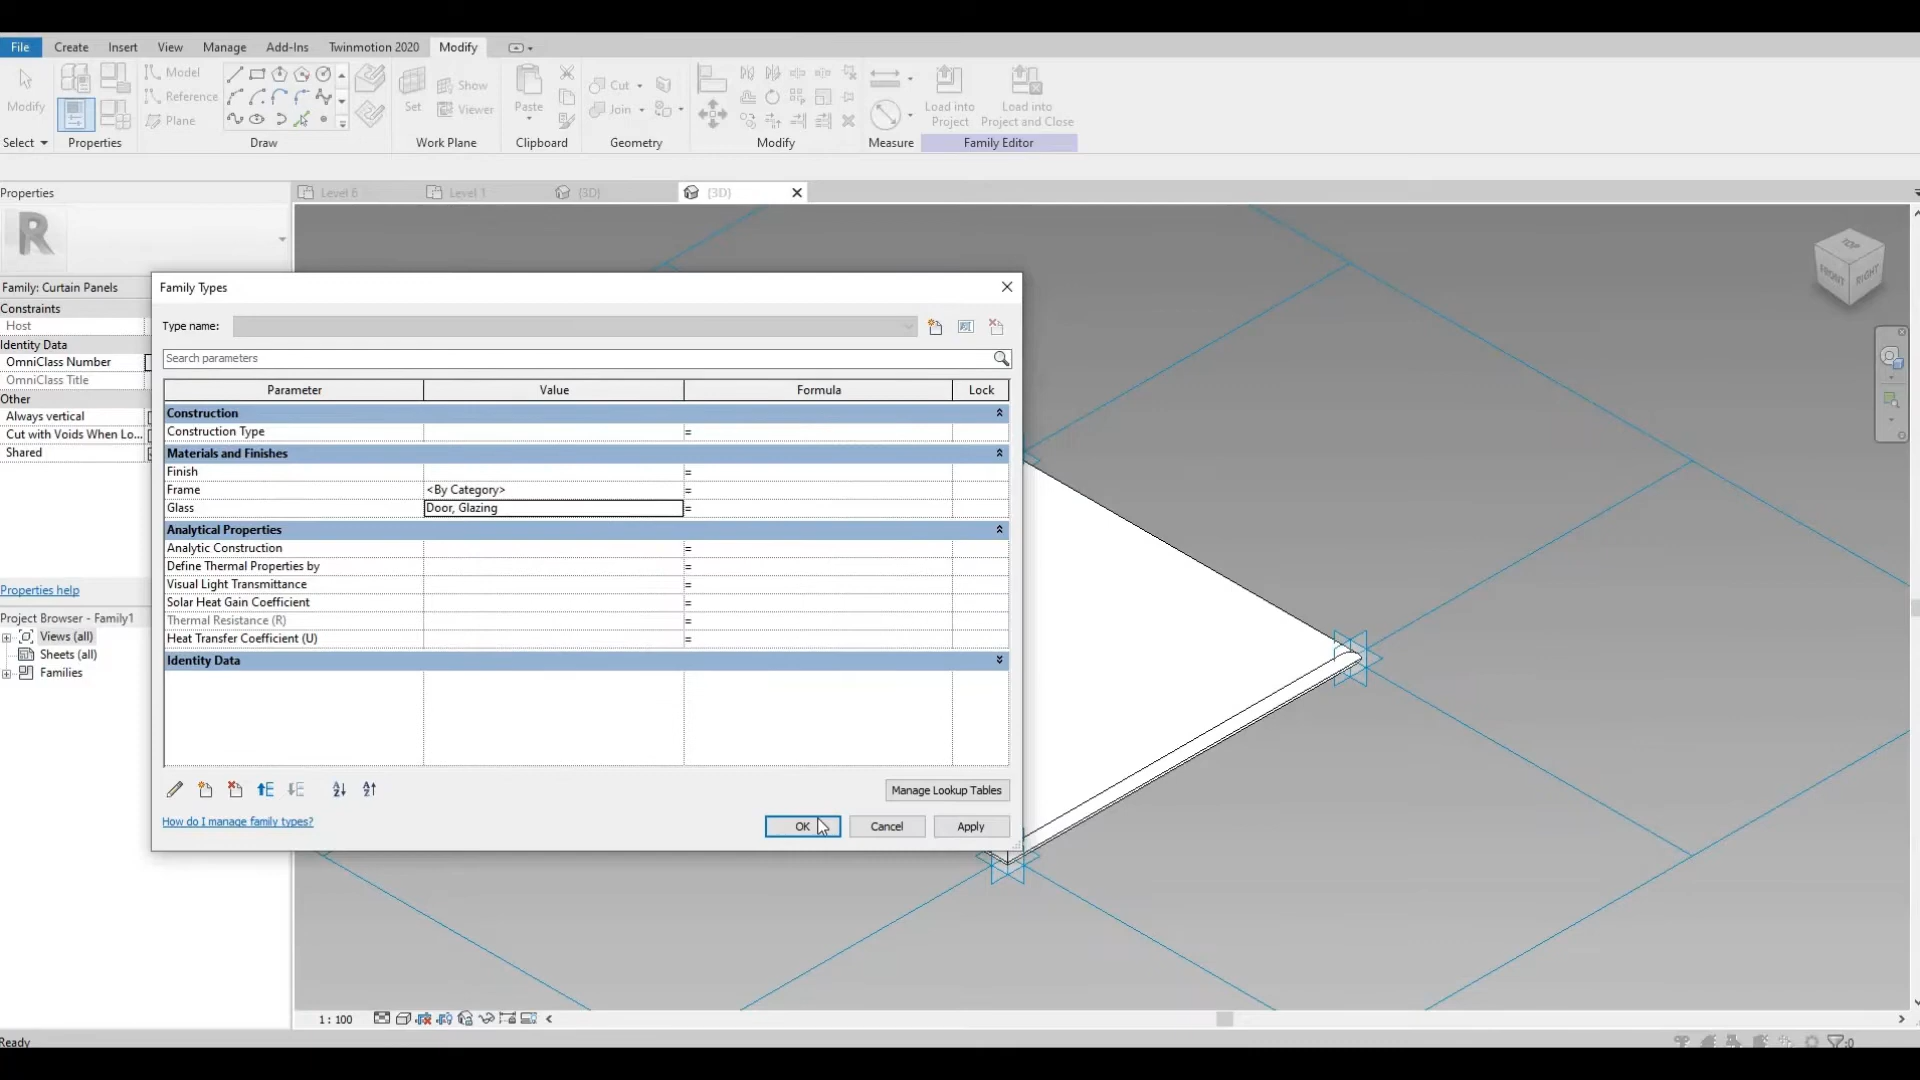 File Create Insert View Manage Add-Ins Twinmotion 2020 Modify
Modify
Model
Reference
Plane
Set
Show
Viewer
Paste
Cut
Join
Load into
Project
Load into
Project and Close
Select Properties Draw Work Plane Clipboard Geometry Modify Measure Family Editor
Properties
Level 6 Level 1 {3D} {3D}
TOP
FRONT RIGHT
R
Family: Curtain Panels
Constraints
Host
Identity Data
OmniClass Number
OmniClass Title
Other
Always vertical
Cut with Voids When Lo...
Shared
Properties help
Project Browser - Family1
Views (all)
Sheets (all)
Families
Family Types
Type name:
Search parameters
Parameter Value Formula Lock
Construction
Construction Type =
Materials and Finishes
Finish =
Frame <By Category> =
Glass Door, Glazing =
Analytical Properties
Analytic Construction =
Define Thermal Properties by =
Visual Light Transmittance =
Solar Heat Gain Coefficient =
Thermal Resistance (R) =
Heat Transfer Coefficient (U) =
Identity Data
Manage Lookup Tables
How do I manage family types?
OK Cancel Apply
1 : 100
Ready
:0